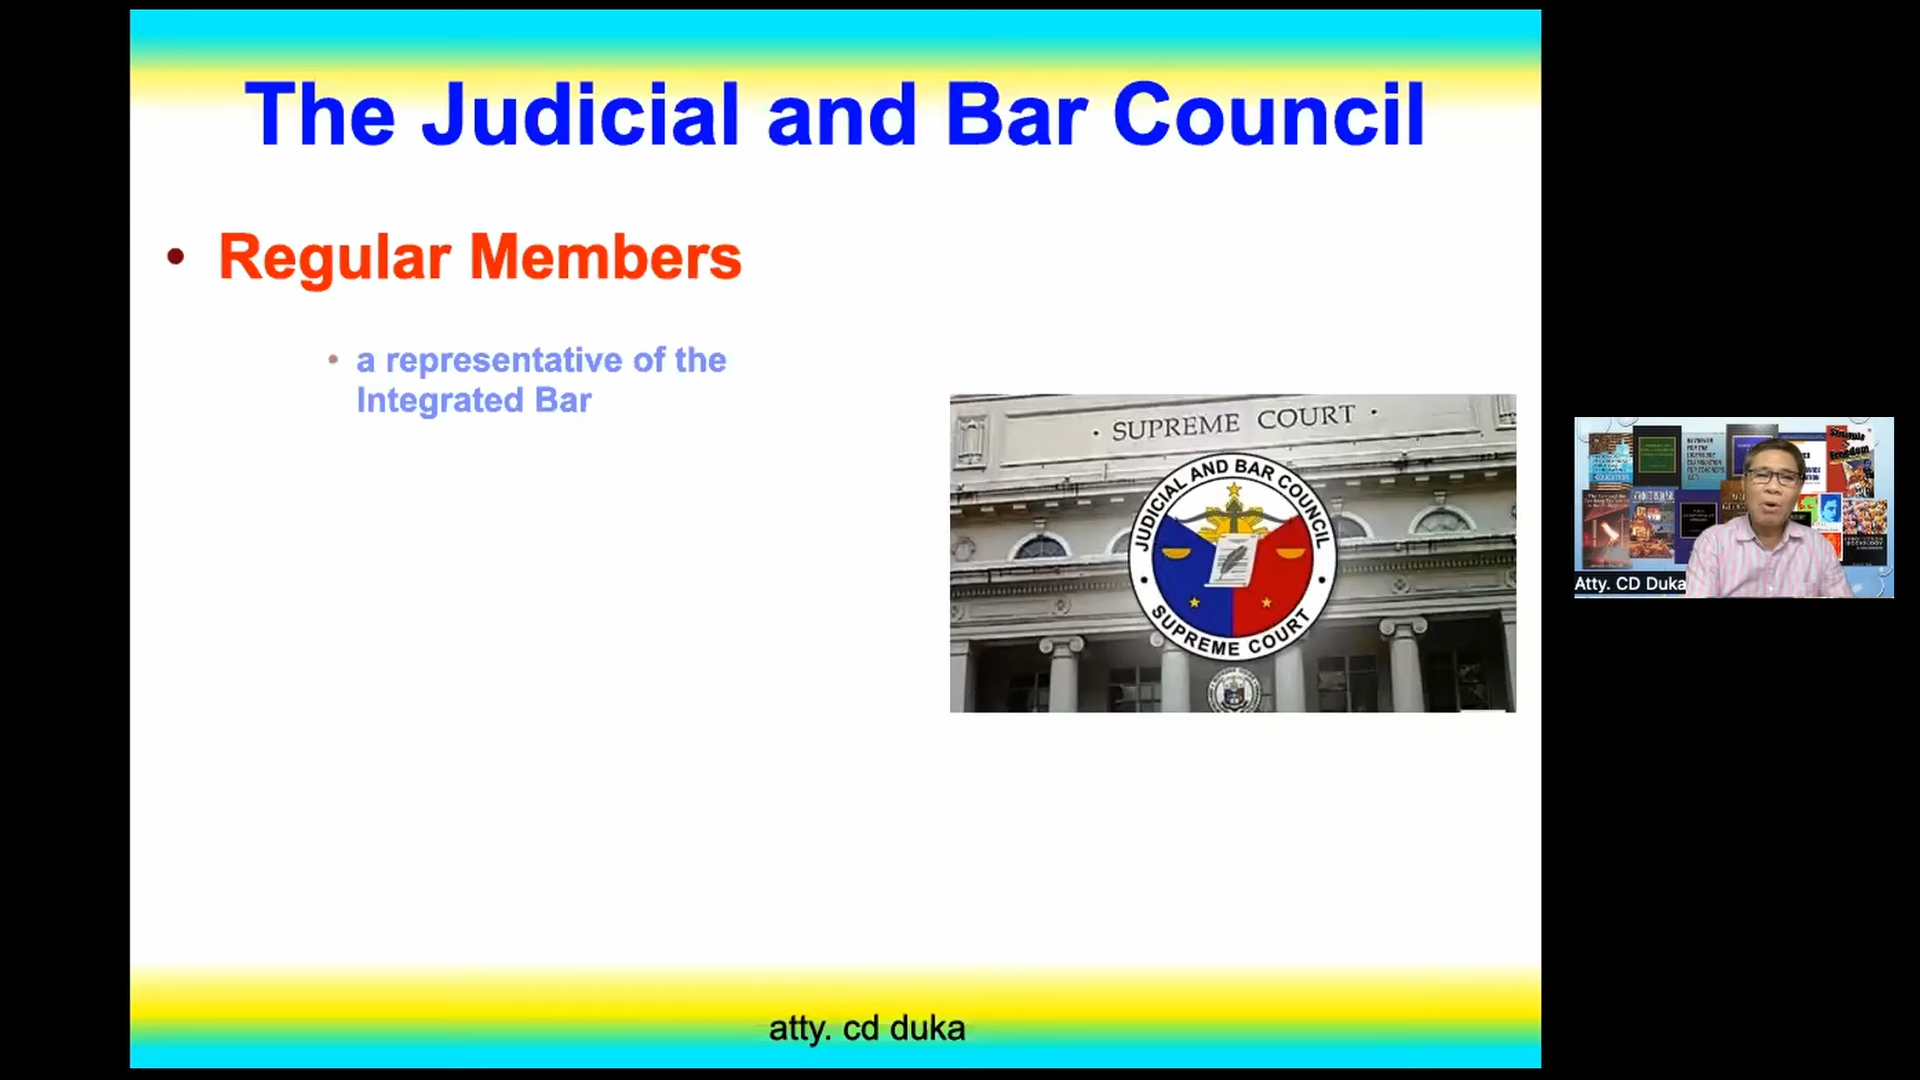 The Judicial and Bar Council
• Regular Members
• a representative of the
Integrated Bar
· SUPREME COURT ·
JUDICIAL AND BAR COUNCIL
• SUPREME COURT •
Atty. CD Duka
atty. cd duka